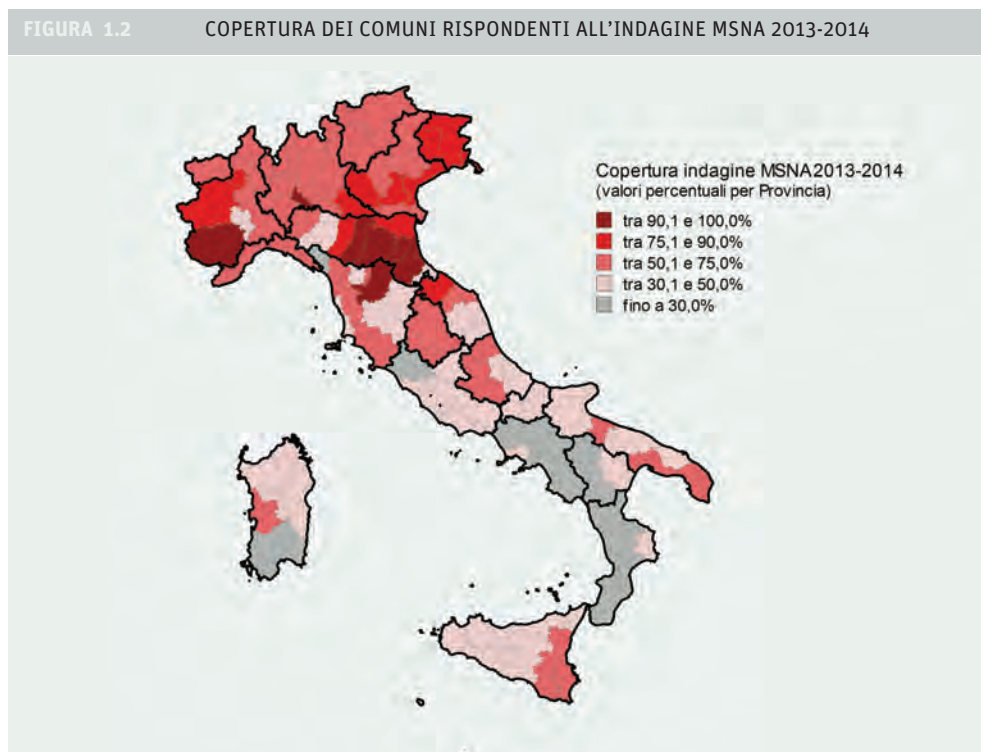 FIGURA 1.2 COPERTURA DEI COMUNI RISPONDENTI ALL'INDAGINE MSNA 2013-2014
Copertura indagine MSNA2013-2014
(valori percentuali per Provincia)
tra 90,1 e 100,0%
tra 75,1 e 90,0%
tra 50,1 e 75,0%
tra 30,1 e 50,0%
fino a 30,0%